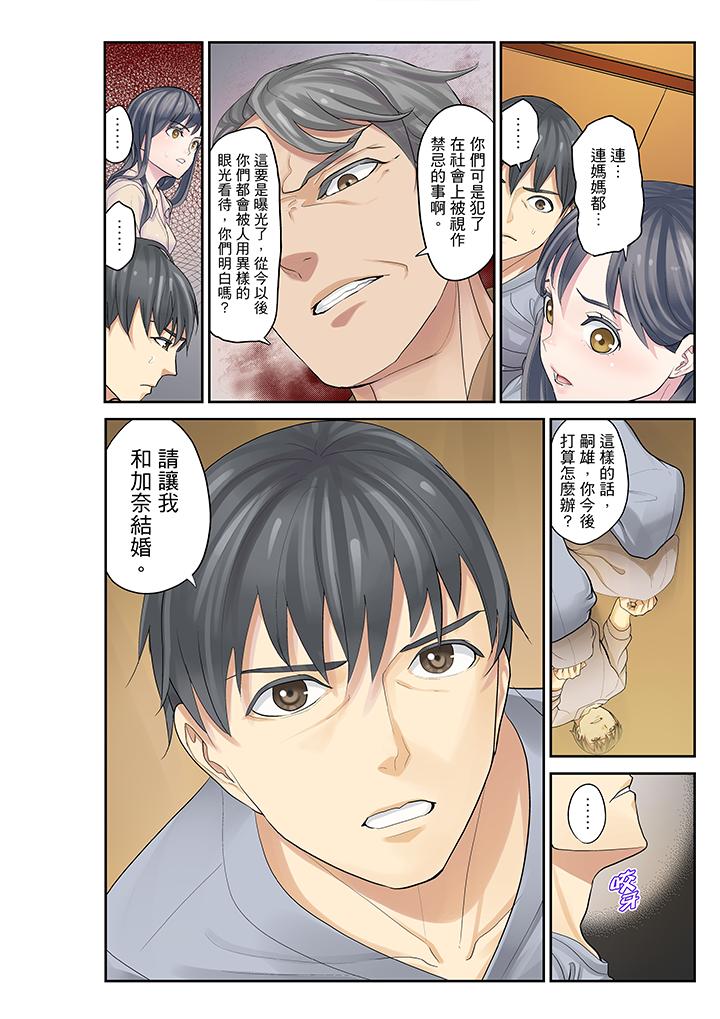 連⋯
連媽媽都⋯
⋯⋯
你們可是犯了
在社會上被視作
禁忌的事啊。
這要是曝光了，從今以後
你們都會被人用異樣的
眼光看待，你們明白嗎？
⋯⋯
⋯⋯
這樣的話，
嗣雄，你今後
打算怎麼辦？
⋯⋯
咬牙
請讓我
和加奈結婚。